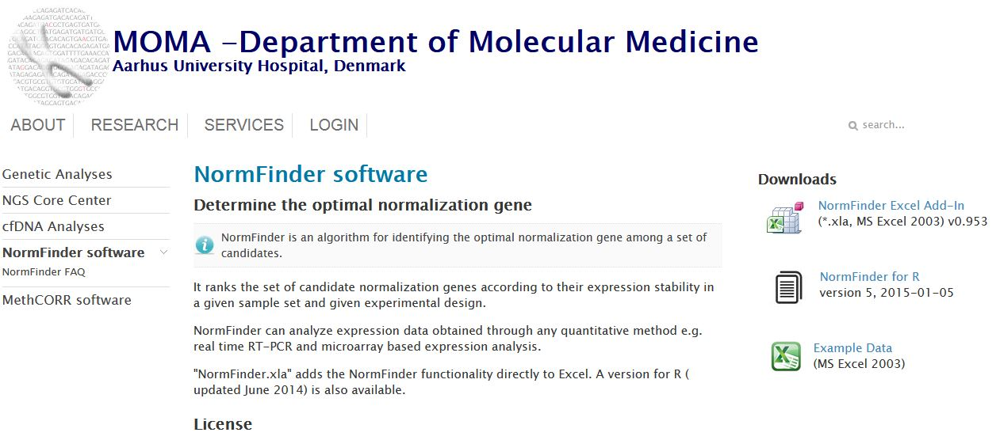 MOMA -Department of Molecular Medicine
Aarhus University Hospital, Denmark
ABOUT
RESEARCH
SERVICES
LOGIN
search...
Genetic Analyses
NGS Core Center
cfDNA Analyses
NormFinder software
NormFinder FAQ
MethCORR software
NormFinder software
Determine the optimal normalization gene
NormFinder is an algorithm for identifying the optimal normalization gene among a set of
candidates.
It ranks the set of candidate normalization genes according to their expression stability in
a given sample set and given experimental design.
NormFinder can analyze expression data obtained through any quantitative method e.g.
real time RT-PCR and microarray based expression analysis.
"NormFinder.xla" adds the NormFinder functionality directly to Excel. A version for R (
updated June 2014) is also available.
License
Downloads
NormFinder Excel Add-In
(*.xla, MS Excel 2003) v0.953
NormFinder for R
version 5, 2015-01-05
Example Data
(MS Excel 2003)